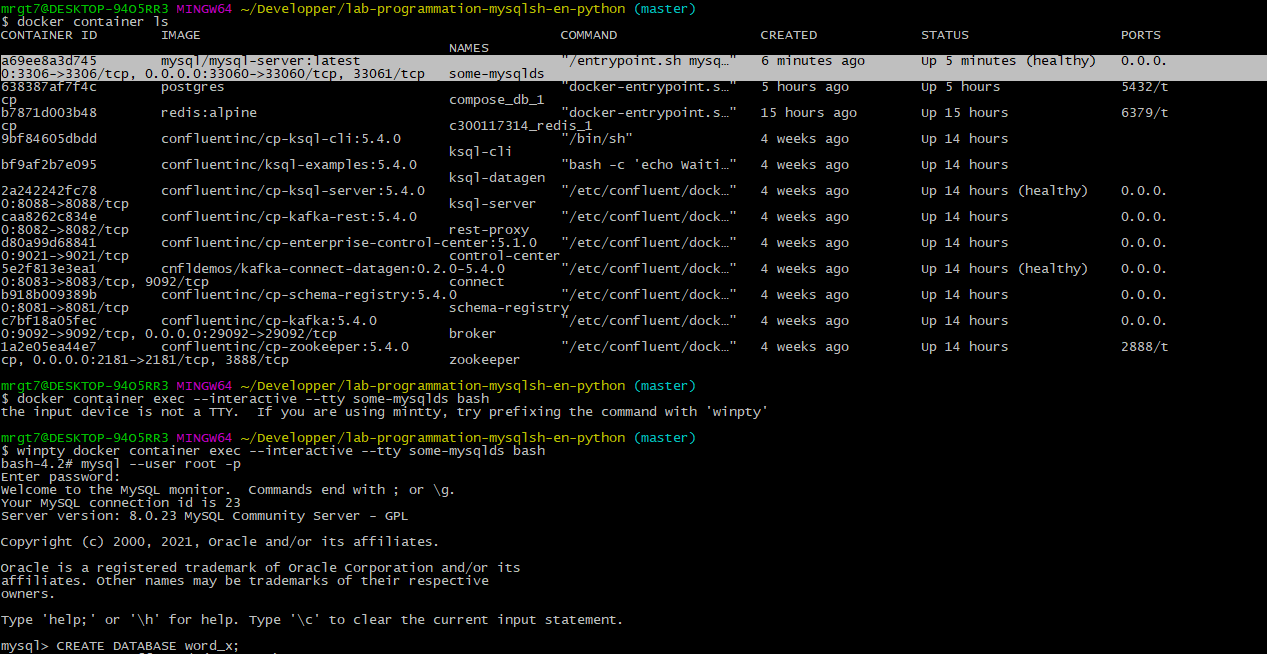 mrgt7@DESKTOP-94O5RR3 MINGW64 ~/Developper/lab-programmation-mysqlsh-en-python (master)
$ docker container ls
CONTAINER ID        IMAGE                                             COMMAND                  CREATED             STATUS                   PORTS
                                                        NAMES
a69ee8a3d745        mysql/mysql-server:latest                         "/entrypoint.sh mysq…"   6 minutes ago       Up 5 minutes (healthy)   0.0.0.
0:3306->3306/tcp, 0.0.0.0:33060->33060/tcp, 33061/tcp   some-mysqlds
638387af7f4c        postgres                                          "docker-entrypoint.s…"   5 hours ago         Up 5 hours               5432/t
cp                                                      compose_db_1
b7871d003b48        redis:alpine                                      "docker-entrypoint.s…"   15 hours ago        Up 15 hours              6379/t
cp                                                      c300117314_redis_1
9bf84605dbdd        confluentinc/cp-ksql-cli:5.4.0                    "/bin/sh"                4 weeks ago         Up 14 hours
                                                        ksql-cli
bf9af2b7e095        confluentinc/ksql-examples:5.4.0                  "bash -c 'echo Waiti…"   4 weeks ago         Up 14 hours
                                                        ksql-datagen
2a242242fc78        confluentinc/cp-ksql-server:5.4.0                 "/etc/confluent/dock…"   4 weeks ago         Up 14 hours (healthy)    0.0.0.
0:8088->8088/tcp                                        ksql-server
caa8262c834e        confluentinc/cp-kafka-rest:5.4.0                  "/etc/confluent/dock…"   4 weeks ago         Up 14 hours              0.0.0.
0:8082->8082/tcp                                        rest-proxy
d80a99d68841        confluentinc/cp-enterprise-control-center:5.1.0   "/etc/confluent/dock…"   4 weeks ago         Up 14 hours              0.0.0.
0:9021->9021/tcp                                        control-center
5e2f813e3ea1        cnfldemos/kafka-connect-datagen:0.2.0-5.4.0       "/etc/confluent/dock…"   4 weeks ago         Up 14 hours (healthy)    0.0.0.
0:8083->8083/tcp, 9092/tcp                              connect
b918b009389b        confluentinc/cp-schema-registry:5.4.0             "/etc/confluent/dock…"   4 weeks ago         Up 14 hours              0.0.0.
0:8081->8081/tcp                                        schema-registry
c7bf18a05fec        confluentinc/cp-kafka:5.4.0                       "/etc/confluent/dock…"   4 weeks ago         Up 14 hours              0.0.0.
0:9092->9092/tcp, 0.0.0.0:29092->29092/tcp              broker
1a2e05ea44e7        confluentinc/cp-zookeeper:5.4.0                   "/etc/confluent/dock…"   4 weeks ago         Up 14 hours              2888/t
cp, 0.0.0.0:2181->2181/tcp, 3888/tcp                    zookeeper
mrgt7@DESKTOP-94O5RR3 MINGW64 ~/Developper/lab-programmation-mysqlsh-en-python (master)
$ docker container exec --interactive --tty some-mysqlds bash
the input device is not a TTY.  If you are using mintty, try prefixing the command with 'winpty'
mrgt7@DESKTOP-94O5RR3 MINGW64 ~/Developper/lab-programmation-mysqlsh-en-python (master)
$ winpty docker container exec --interactive --tty some-mysqlds bash
bash-4.2# mysql --user root -p
Enter password:
Welcome to the MySQL monitor.  Commands end with ; or \g.
Your MySQL connection id is 23
Server version: 8.0.23 MySQL Community Server - GPL
Copyright (c) 2000, 2021, Oracle and/or its affiliates.
Oracle is a registered trademark of Oracle Corporation and/or its
affiliates. Other names may be trademarks of their respective
owners.
Type 'help;' or '\h' for help. Type '\c' to clear the current input statement.
mysql> CREATE DATABASE word_x;